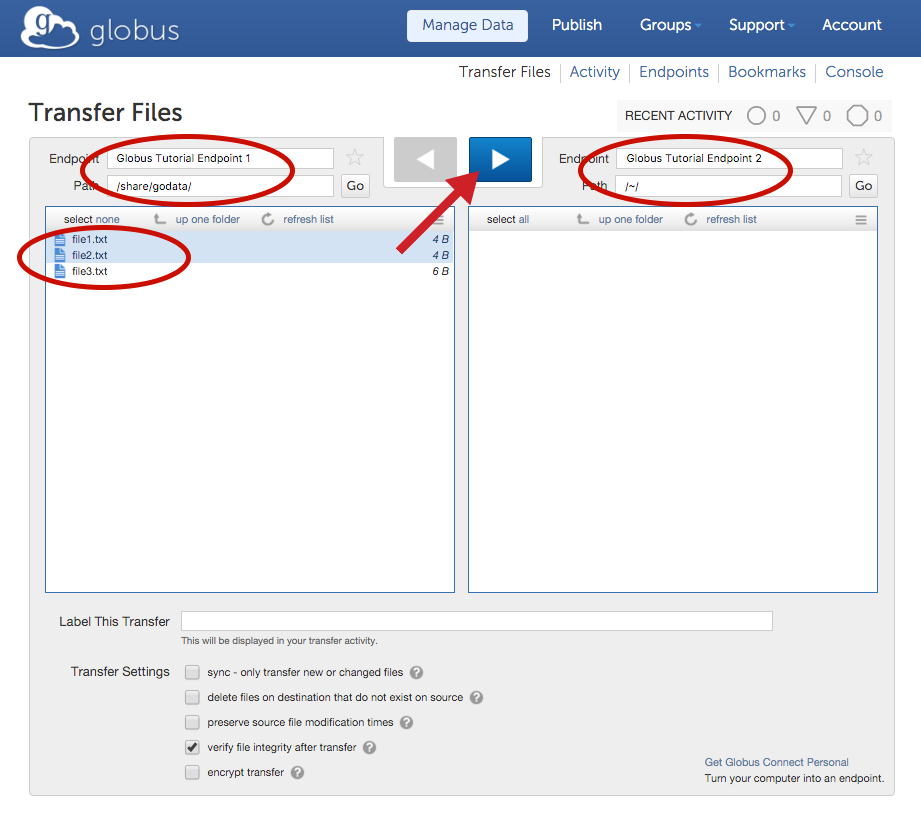 globus
Manage Data Publish Groups Support Account
Transfer Files Activity Endpoints Bookmarks Console
Transfer Files
RECENT ACTIVITY 0 0 0
Endpoint Globus Tutorial Endpoint 1
Path /share/godata/ Go
Endpoint Globus Tutorial Endpoint 2
Path /~/ Go
select none up one folder refresh list
file1.txt 4 B
file2.txt 4 B
file3.txt 6 B
select all up one folder refresh list
Label This Transfer
This will be displayed in your transfer activity.
Transfer Settings
sync - only transfer new or changed files ?
delete files on destination that do not exist on source ?
preserve source file modification times ?
verify file integrity after transfer ?
encrypt transfer ?
Get Globus Connect Personal
Turn your computer into an endpoint.